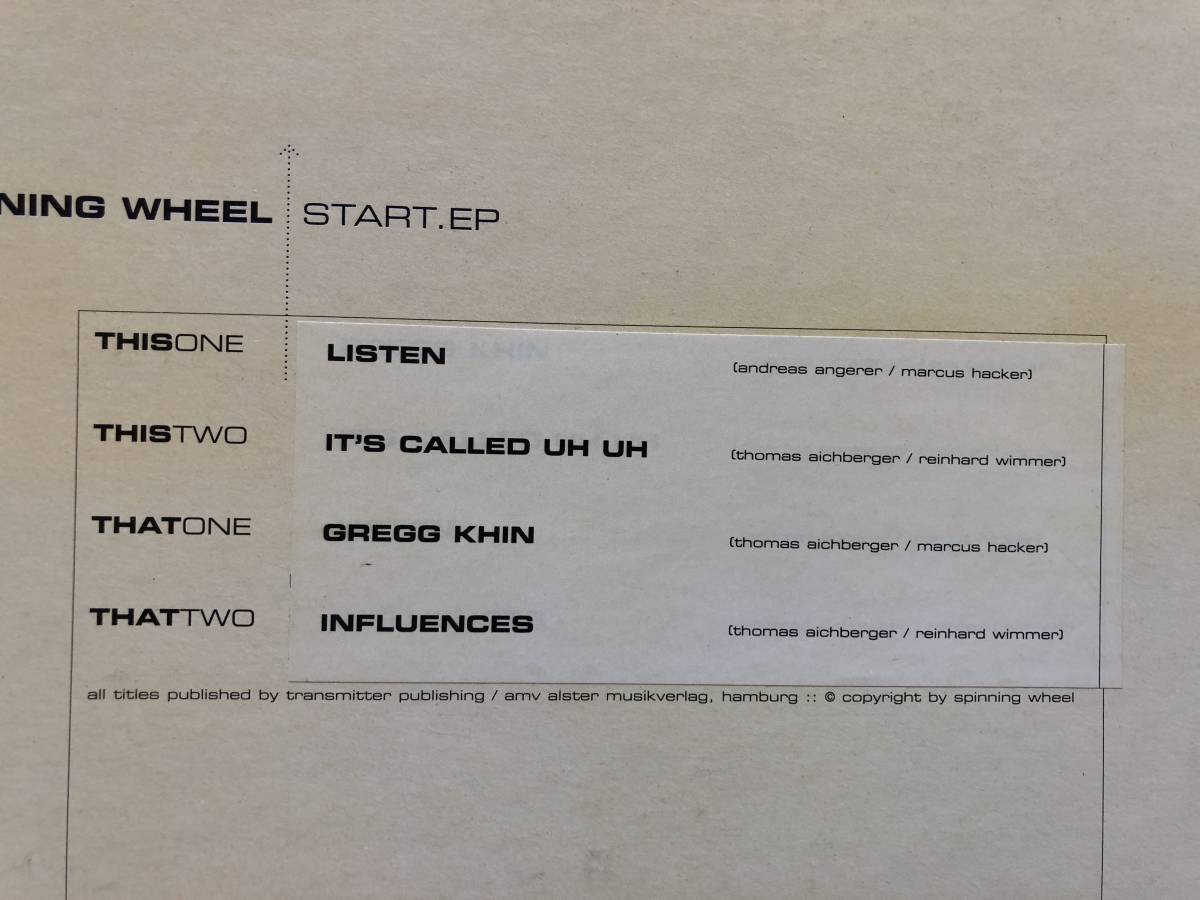 NING WHEEL START.EP
THISONE LISTEN (andreas angerer / marcus hacker)
THISTWO IT'S CALLED UH UH (thomas aichberger / reinhard wimmer)
THATONE GREGG KHIN (thomas aichberger / marcus hacker)
THATTWO INFLUENCES (thomas aichberger / reinhard wimmer)
all titles published by transmitter publishing / amv alster musikverlag, hamburg :: © copyright by spinning wheel